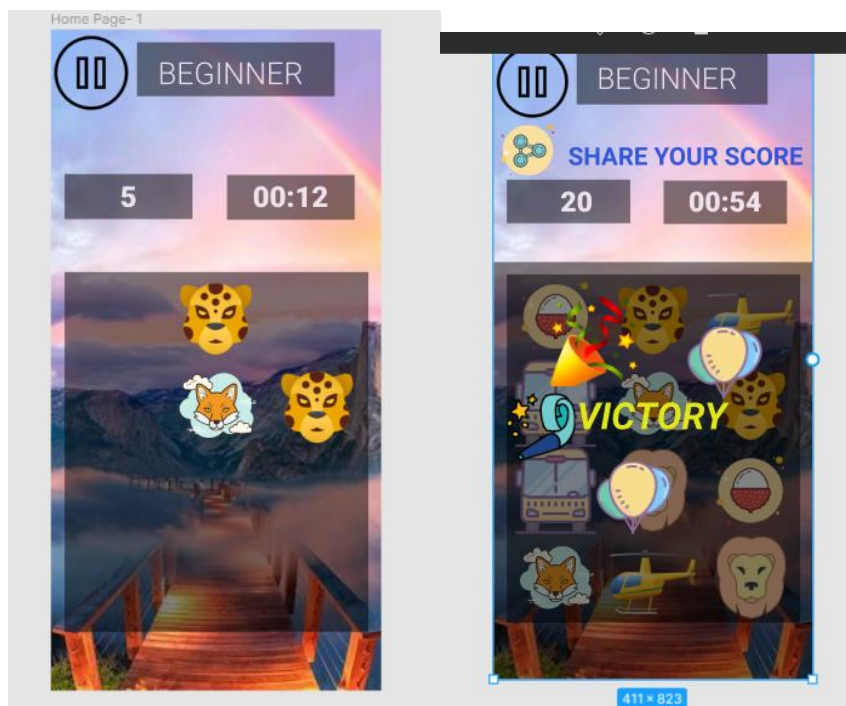 Home Page- 1
BEGINNER
5
00:12
BEGINNER
SHARE YOUR SCORE
20
00:54
VICTORY
411 × 823